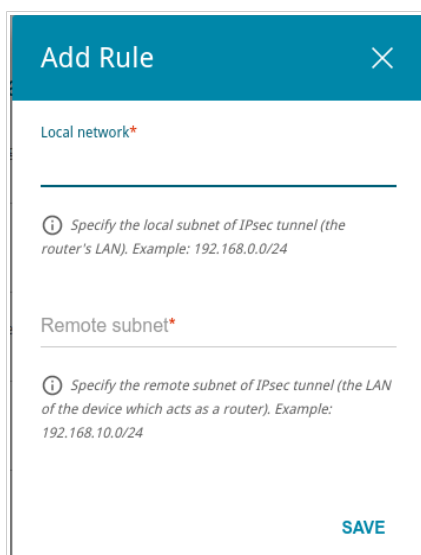 Add Rule
Local network*
Specify the local subnet of IPsec tunnel (the
router's LAN). Example: 192.168.0.0/24
Remote subnet*
Specify the remote subnet of IPsec tunnel (the LAN
of the device which acts as a router). Example:
192.168.10.0/24
SAVE